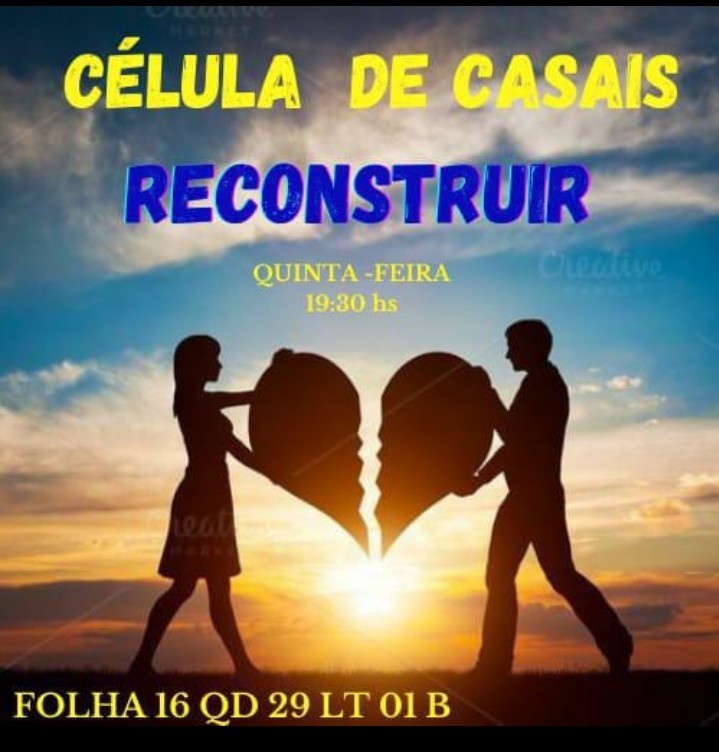 Creative
MARKET
CÉLULA DE CASAIS
RECONSTRUIR
Creative
MARKET
QUINTA -FEIRA
19:30 hs
Creative
MARKET
FOLHA 16 QD 29 LT 01 B